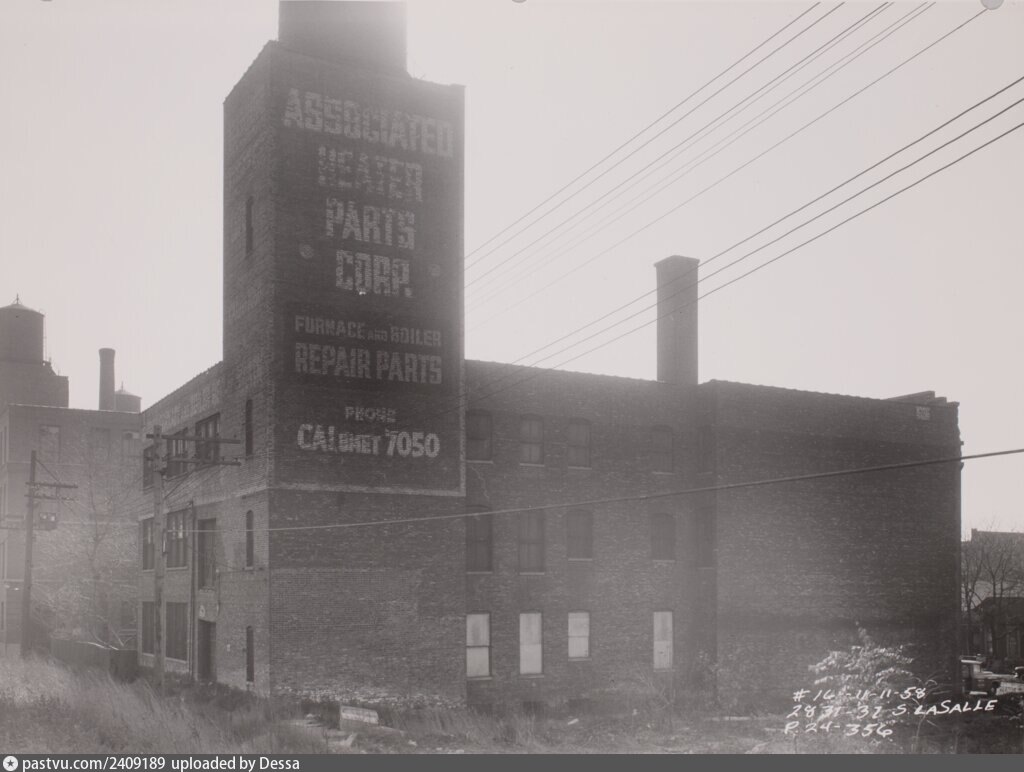 ASSOCIATED
HEATER
PARTS
CORP.
FURNACE AND BOILER
REPAIR PARTS
PHONE
CALUMET 7050
#16-11-11-58
2831-37 S. LASALLE
P. 24-356
pastvu.com/2409189 uploaded by Dessa